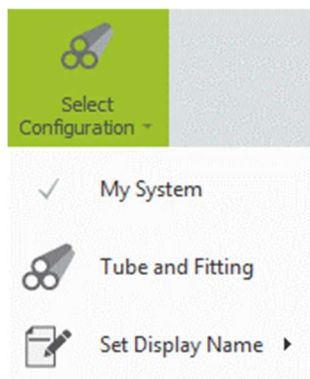 Select
Configuration
My System
Tube and Fitting
Set Display Name